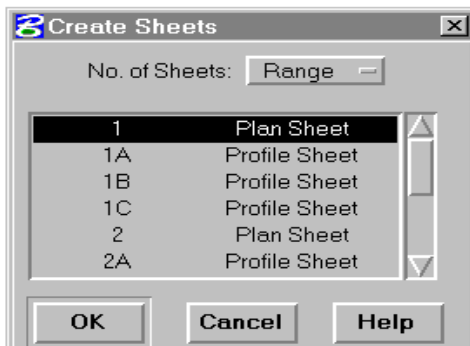 Create Sheets
No. of Sheets: Range
1 Plan Sheet
1A Profile Sheet
1B Profile Sheet
1C Profile Sheet
2 Plan Sheet
2A Profile Sheet
OK Cancel Help